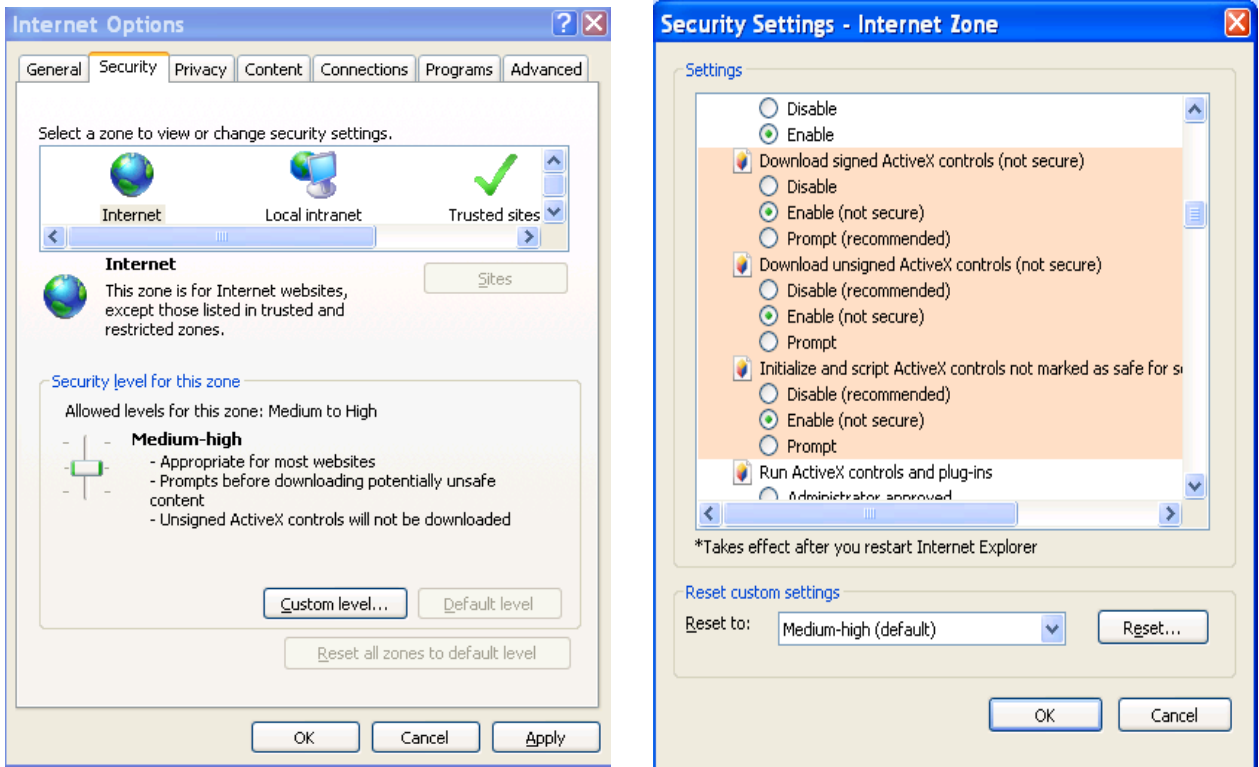 Internet Options
General Security Privacy Content Connections Programs Advanced
Select a zone to view or change security settings.
Internet Local intranet Trusted sites
Internet
Sites
This zone is for Internet websites,
except those listed in trusted and
restricted zones.
Security level for this zone
Allowed levels for this zone: Medium to High
Medium-high
- Appropriate for most websites
- Prompts before downloading potentially unsafe
content
- Unsigned ActiveX controls will not be downloaded
Custom level... Default level
Reset all zones to default level
OK Cancel Apply
Security Settings - Internet Zone
Settings
Disable
Enable
Download signed ActiveX controls (not secure)
Disable
Enable (not secure)
Prompt (recommended)
Download unsigned ActiveX controls (not secure)
Disable (recommended)
Enable (not secure)
Prompt
Initialize and script ActiveX controls not marked as safe for
Disable (recommended)
Enable (not secure)
Prompt
Run ActiveX controls and plug-ins
Administrator approved
*Takes effect after you restart Internet Explorer
Reset custom settings
Reset to: Medium-high (default) Reset...
OK Cancel